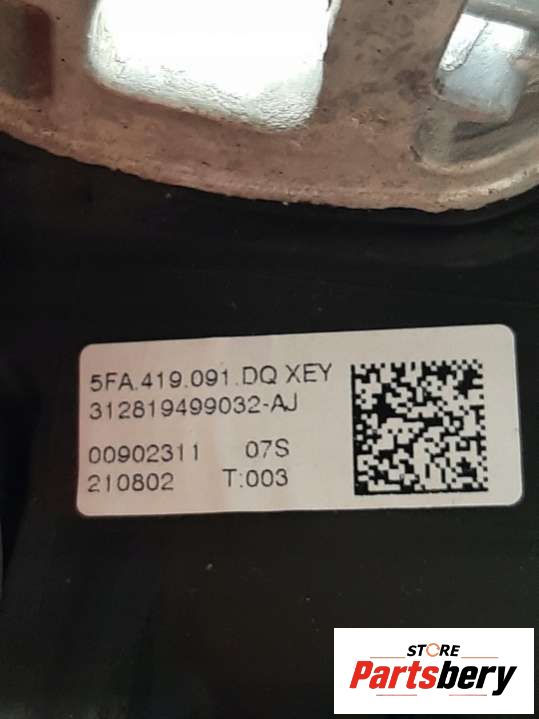 5FA.419.091.DQ XEY
312819499032-AJ
00902311 07S
210802 T:003
STORE
Partsbery